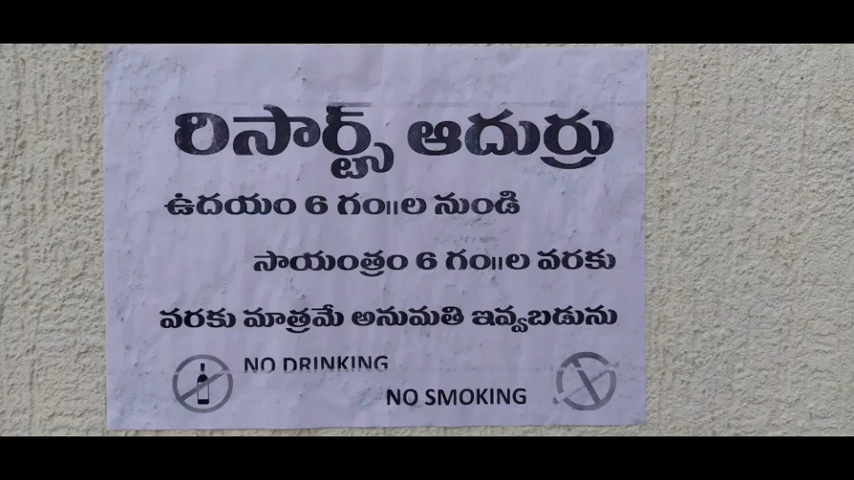 రిసార్ట్స్ ఆదుర్రు
ఉదయం 6 గం॥ల నుండి
సాయంత్రం 6 గం॥ల వరకు
వరకు మాత్రమే అనుమతి ఇవ్వబడును
NO DRINKING
NO SMOKING